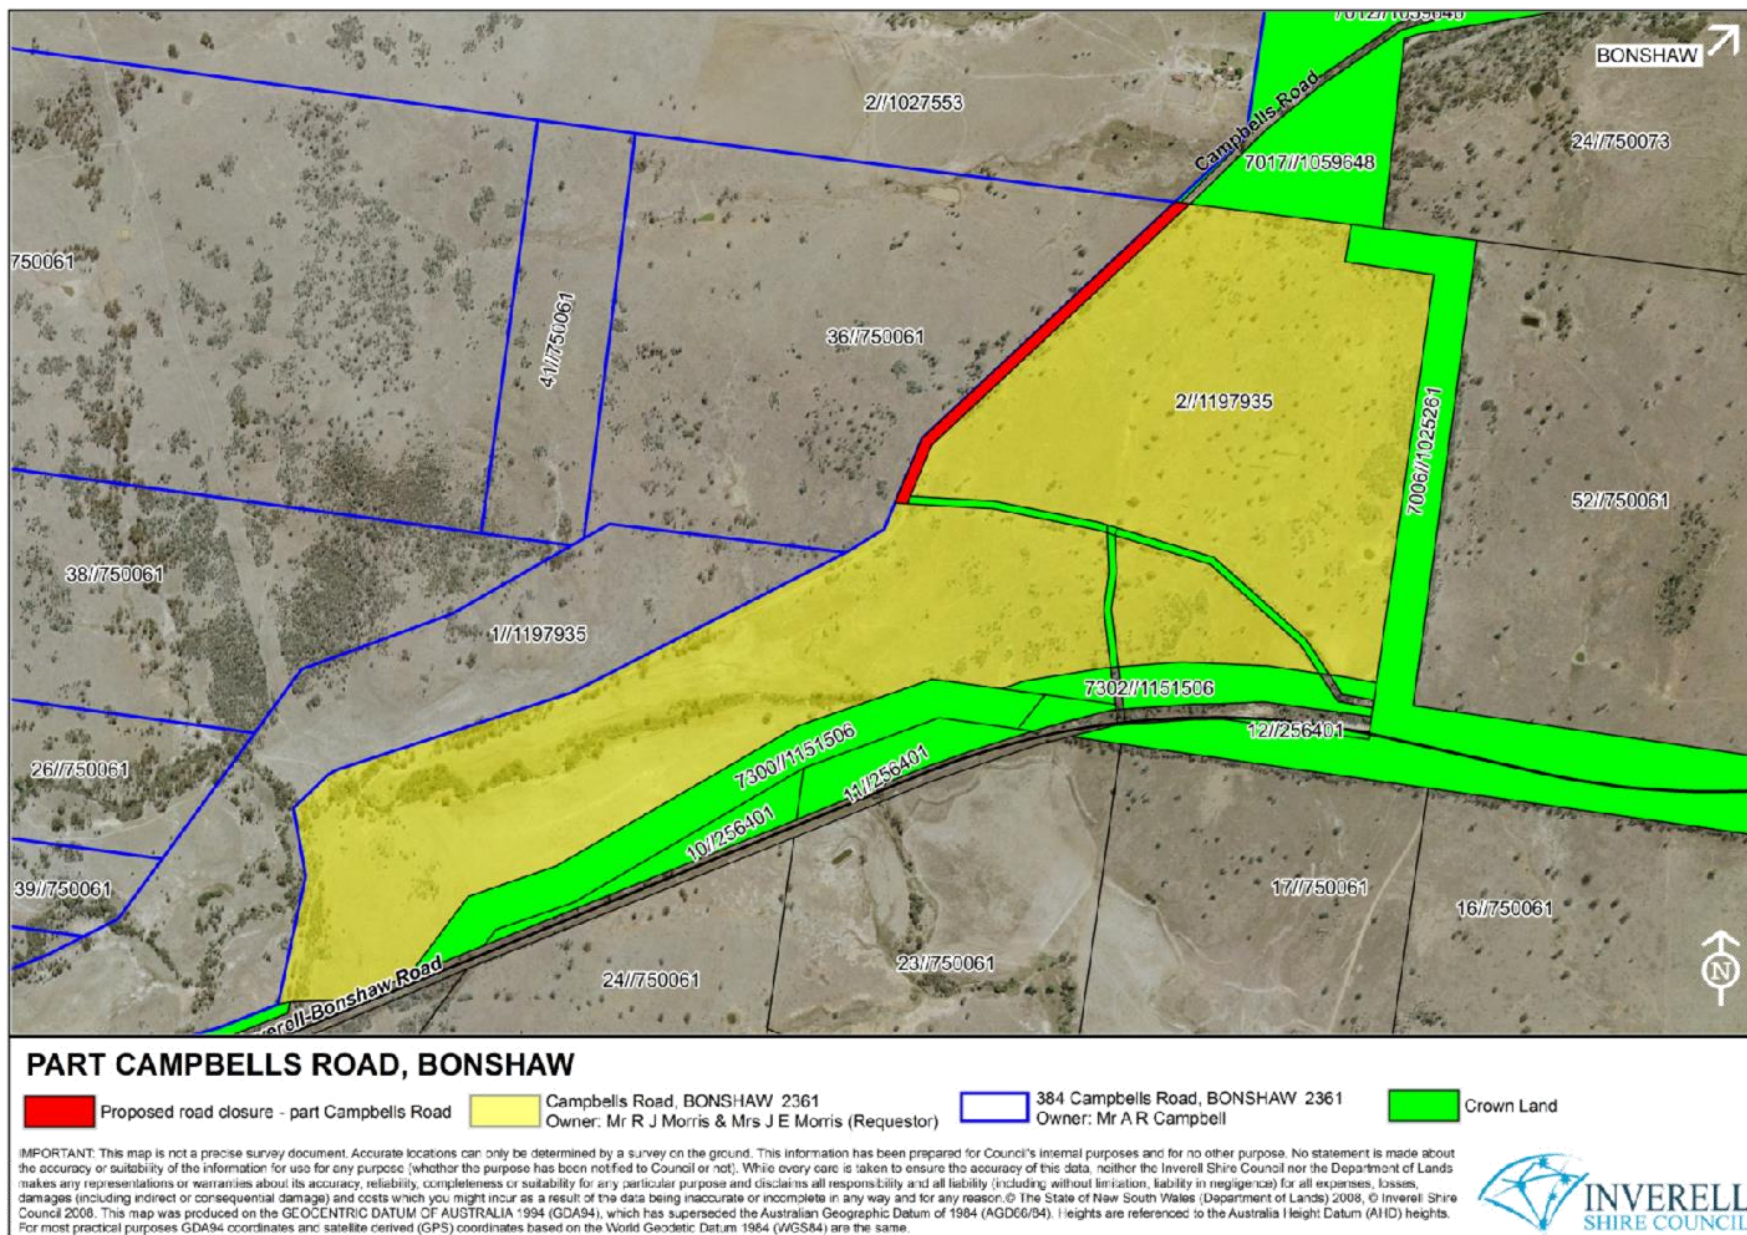 7012//1059648
BONSHAW
2//1027553
Campbells Road
24//750073
7017//1059648
750061
41//750061
36//750061
2//1197935
7006//1025261
52//750061
38//750061
1//1197935
7302//1151506
12//256401
7300//1151506
11//256401
26//750061
10//256401
39//750061
17//750061
16//750061
23//750061
24//750061
verell-Bonshaw Road
N
PART CAMPBELLS ROAD, BONSHAW
Proposed road closure - part Campbells Road
Campbells Road, BONSHAW 2361
Owner: Mr R J Morris & Mrs J E Morris (Requestor)
384 Campbells Road, BONSHAW 2361
Owner: Mr A R Campbell
Crown Land
IMPORTANT: This map is not a precise survey document. Accurate locations can only be determined by a survey on the ground. This information has been prepared for Council's internal purposes and for no other purpose. No statement is made about
the accuracy or suitability of the information for use for any purpose (whether the purpose has been notified to Council or not). While every care is taken to ensure the accuracy of this data, neither the Inverell Shire Council nor the Department of Lands
makes any representations or warranties about its accuracy, reliability, completeness or suitability for any particular purpose and disclaims all responsibility and all liability (including without limitation, liability in negligence) for all expenses, losses,
damages (including indirect or consequential damage) and costs which you might incur as a result of the data being inaccurate or incomplete in any way and for any reason.© The State of New South Wales (Department of Lands) 2008, © Inverell Shire
Council 2008. This map was produced on the GEOCENTRIC DATUM OF AUSTRALIA 1994 (GDA94), which has superseded the Australian Geographic Datum of 1984 (AGD66/84). Heights are referenced to the Australia Height Datum (AHD) heights.
For most practical purposes GDA94 coordinates and satellite derived (GPS) coordinates based on the World Geodetic Datum 1984 (WGS84) are the same.
INVERELL
SHIRE COUNCIL